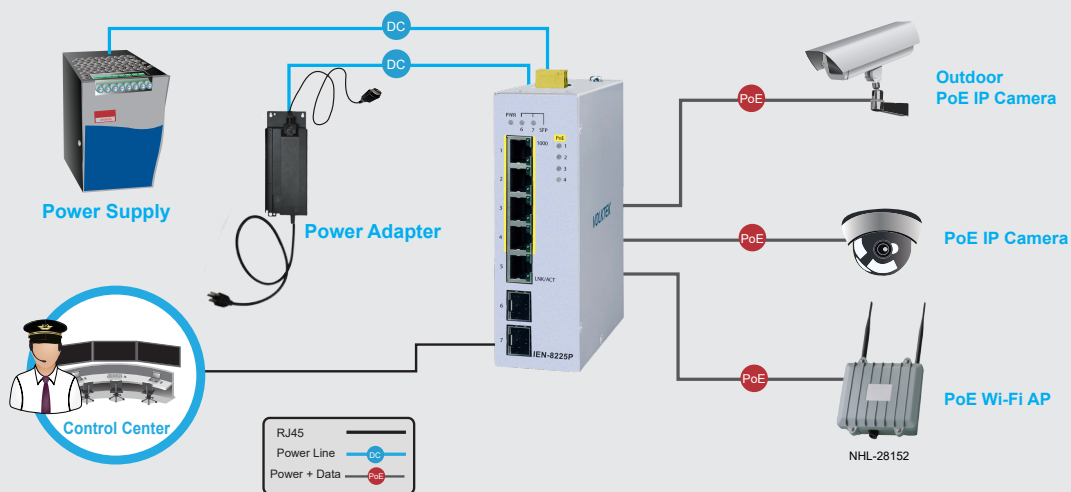 DC
DC
Power Supply
Power Adapter
PWR
6 7 SFP
1000
PoE
1
2
3
4
1
2
3
4
5
LNK/ACT
6
7
VOLKTEK
IEN-8225P
PoE
Outdoor
PoE IP Camera
PoE
PoE IP Camera
PoE
PoE Wi-Fi AP
NHL-28152
Control Center
RJ45
Power Line
DC
Power + Data
PoE